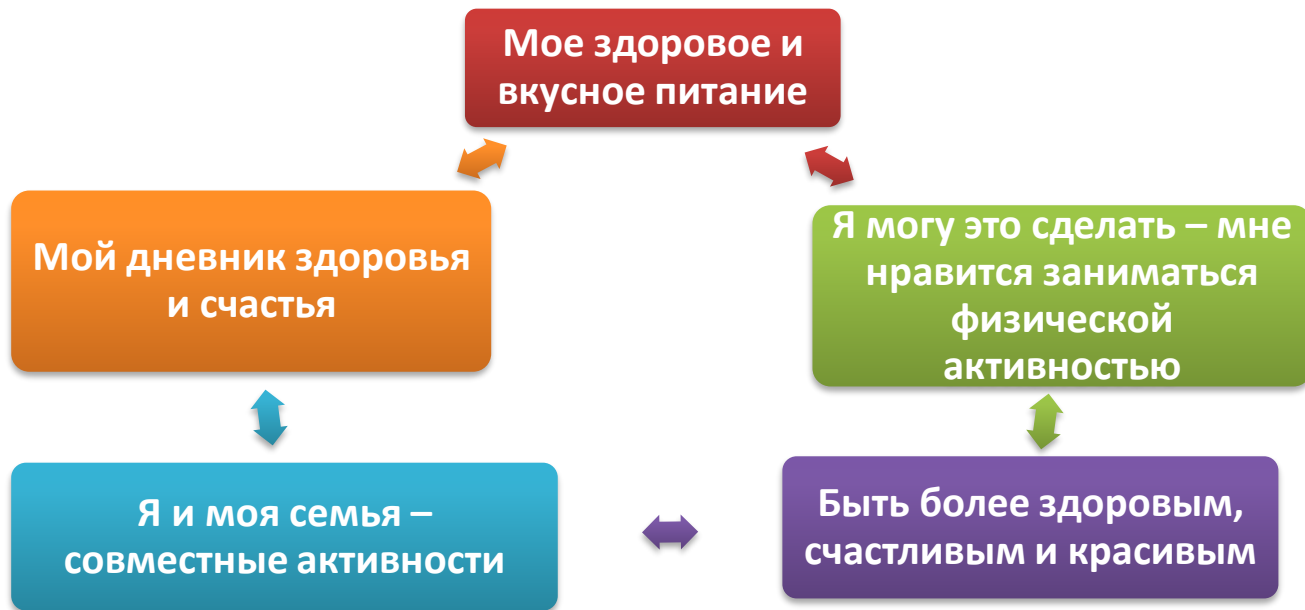 Мое здоровое и
вкусное питание
Мой дневник здоровья
и счастья
Я могу это сделать – мне
нравится заниматься
физической
активностью
Я и моя семья –
совместные активности
Быть более здоровым,
счастливым и красивым